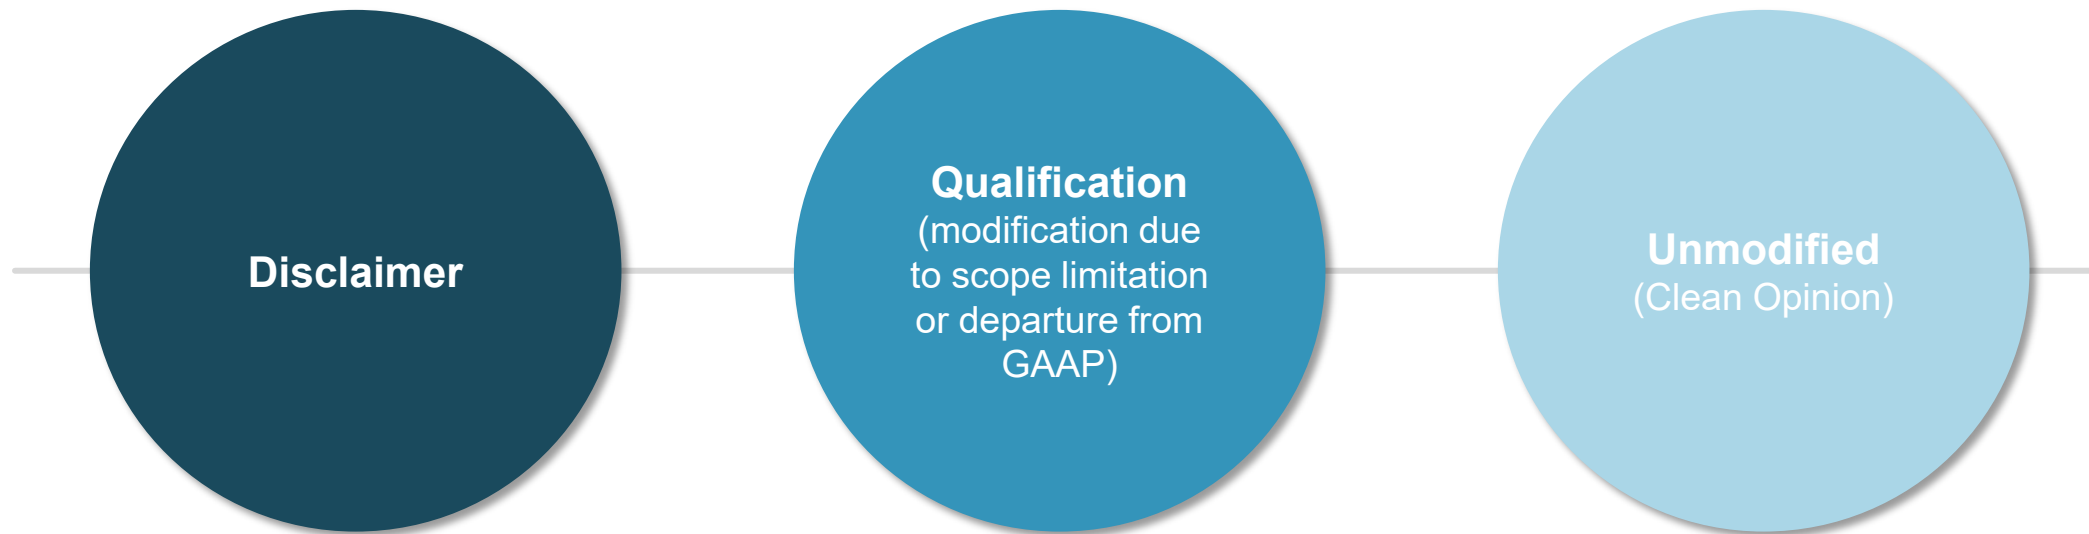 Disclaimer
Qualification
(modification due
to scope limitation
or departure from
GAAP)
Unmodified
(Clean Opinion)